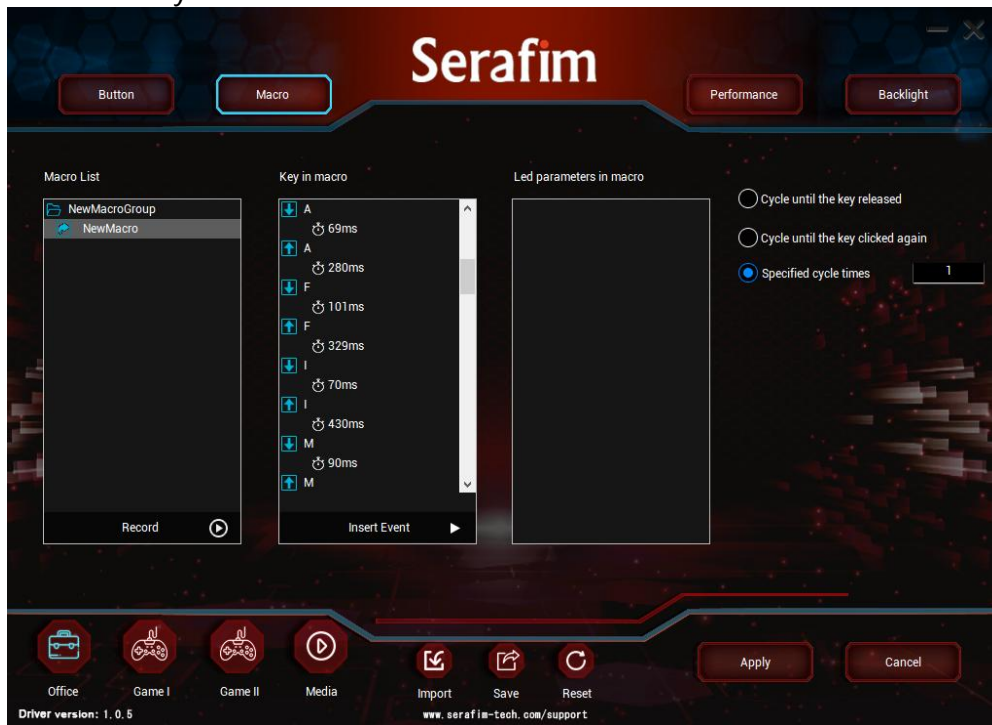 Serafim
Button
Macro
Performance
Backlight
Macro List
Key in macro
Led parameters in macro
NewMacroGroup
NewMacro
A
69ms
A
280ms
F
101ms
F
329ms
I
70ms
I
430ms
M
90ms
M
Cycle until the key released
Cycle until the key clicked again
Specified cycle times 1
Record
Insert Event
Office
Game I
Game II
Media
Import
Save
Reset
Apply
Cancel
Driver version: 1.0.5
www.serafim-tech.com/support